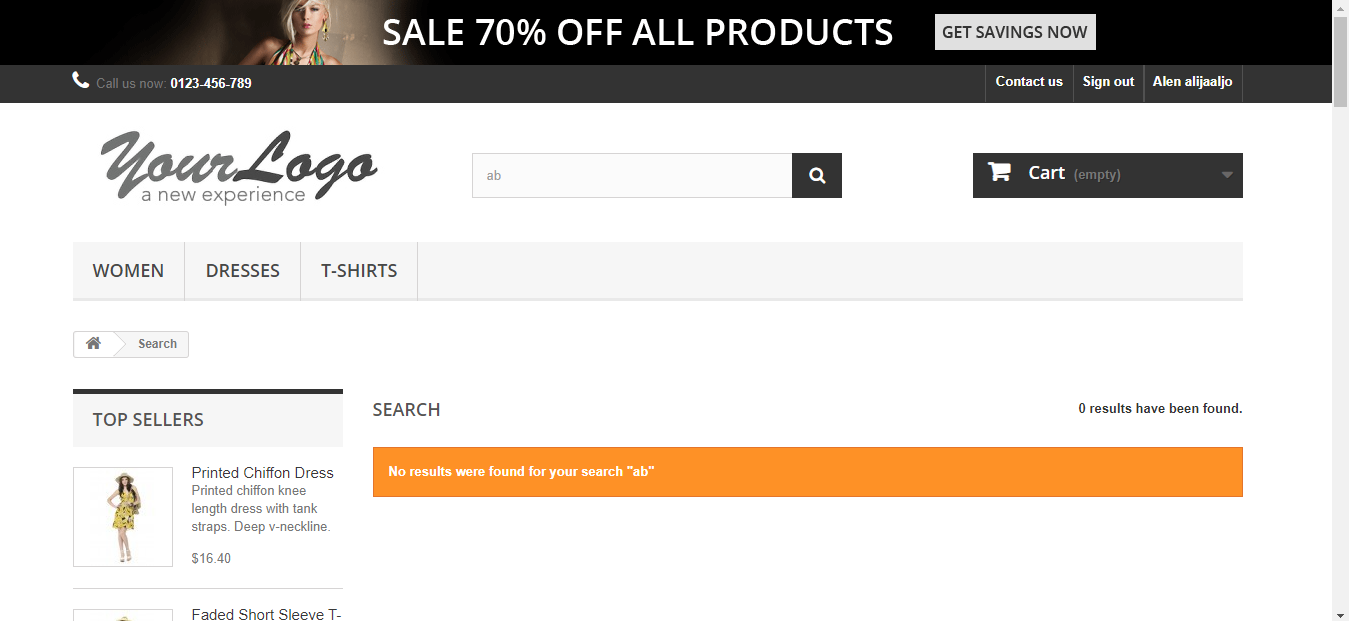 SALE 70% OFF ALL PRODUCTS
GET SAVINGS NOW
Call us now: 0123-456-789
Contact us
Sign out
Alen alijaaljo
YourLogo
a new experience
ab
Cart (empty)
WOMEN
DRESSES
T-SHIRTS
Search
TOP SELLERS
SEARCH
0 results have been found.
No results were found for your search "ab"
Printed Chiffon Dress
Printed chiffon knee
length dress with tank
straps. Deep v-neckline.
$16.40
Faded Short Sleeve T-